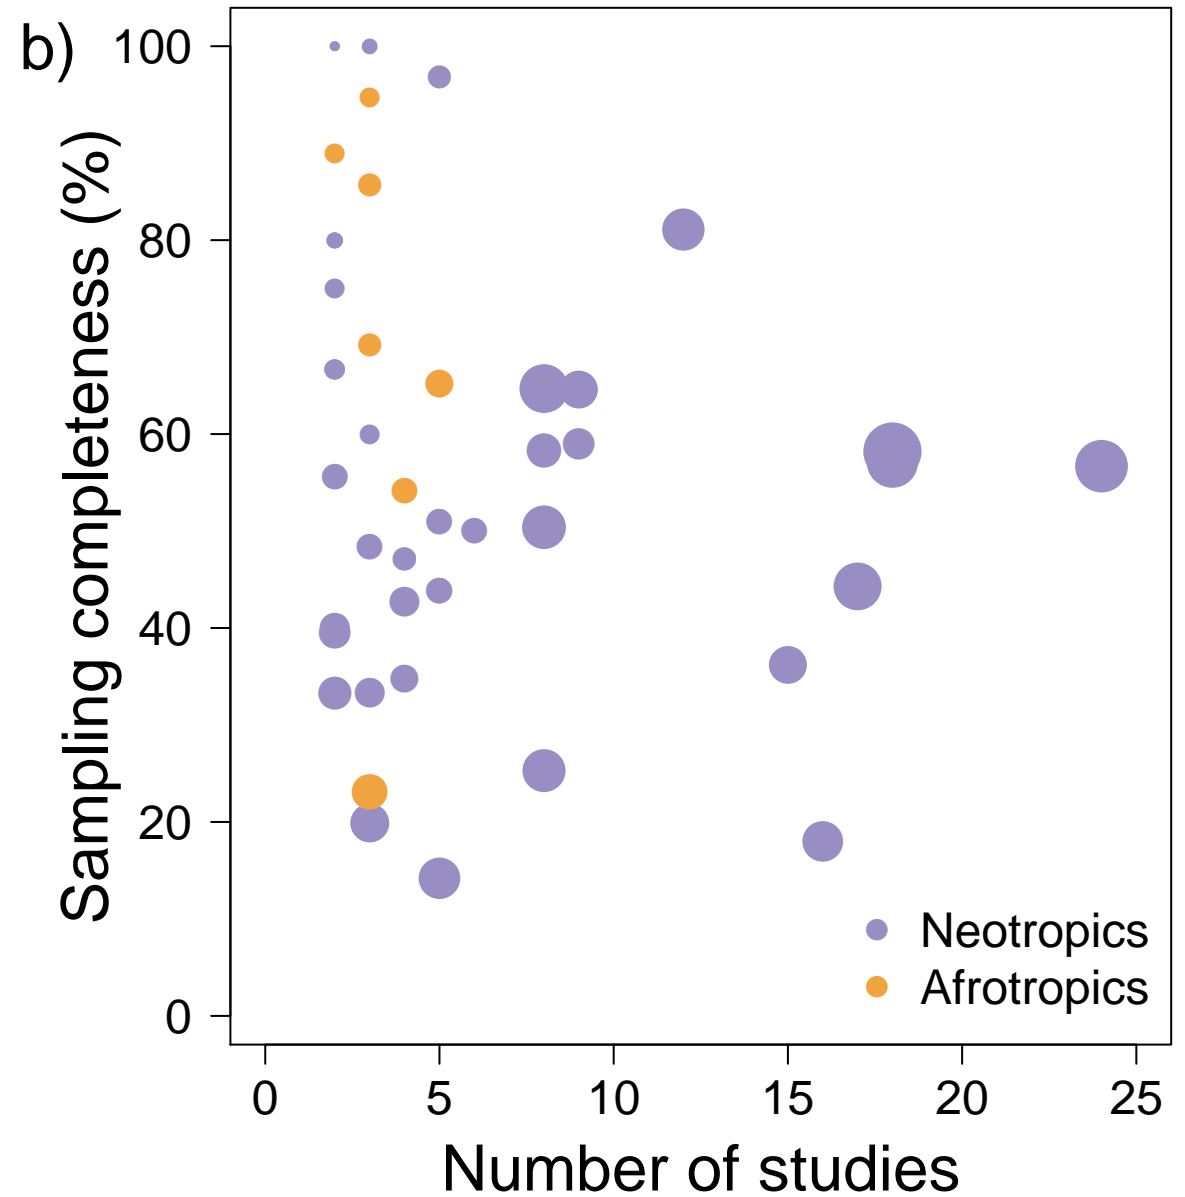 b)
Sampling completeness (%)
100
80
60
40
20
0
Neotropics
Afrotropics
0 5 10 15 20 25
Number of studies